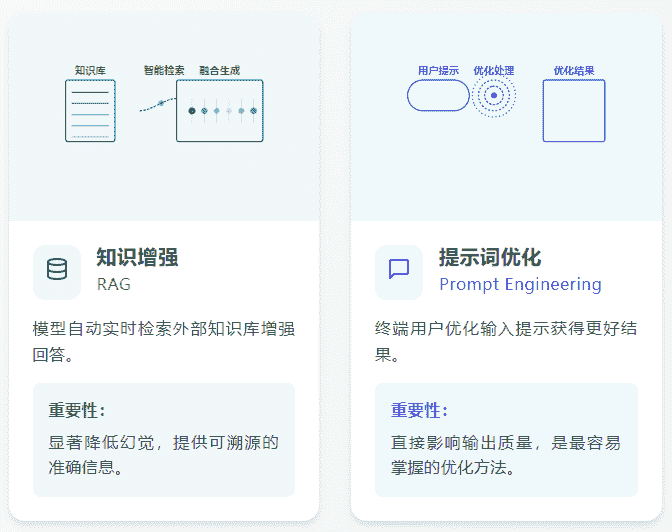 知识库 智能检索 融合生成
知识增强
RAG
模型自动实时检索外部知识库增强
回答。
重要性：
显著降低幻觉，提供可溯源的
准确信息。
用户提示 优化处理 优化结果
提示词优化
Prompt Engineering
终端用户优化输入提示获得更好结
果。
重要性：
直接影响输出质量，是最容易
掌握的优化方法。